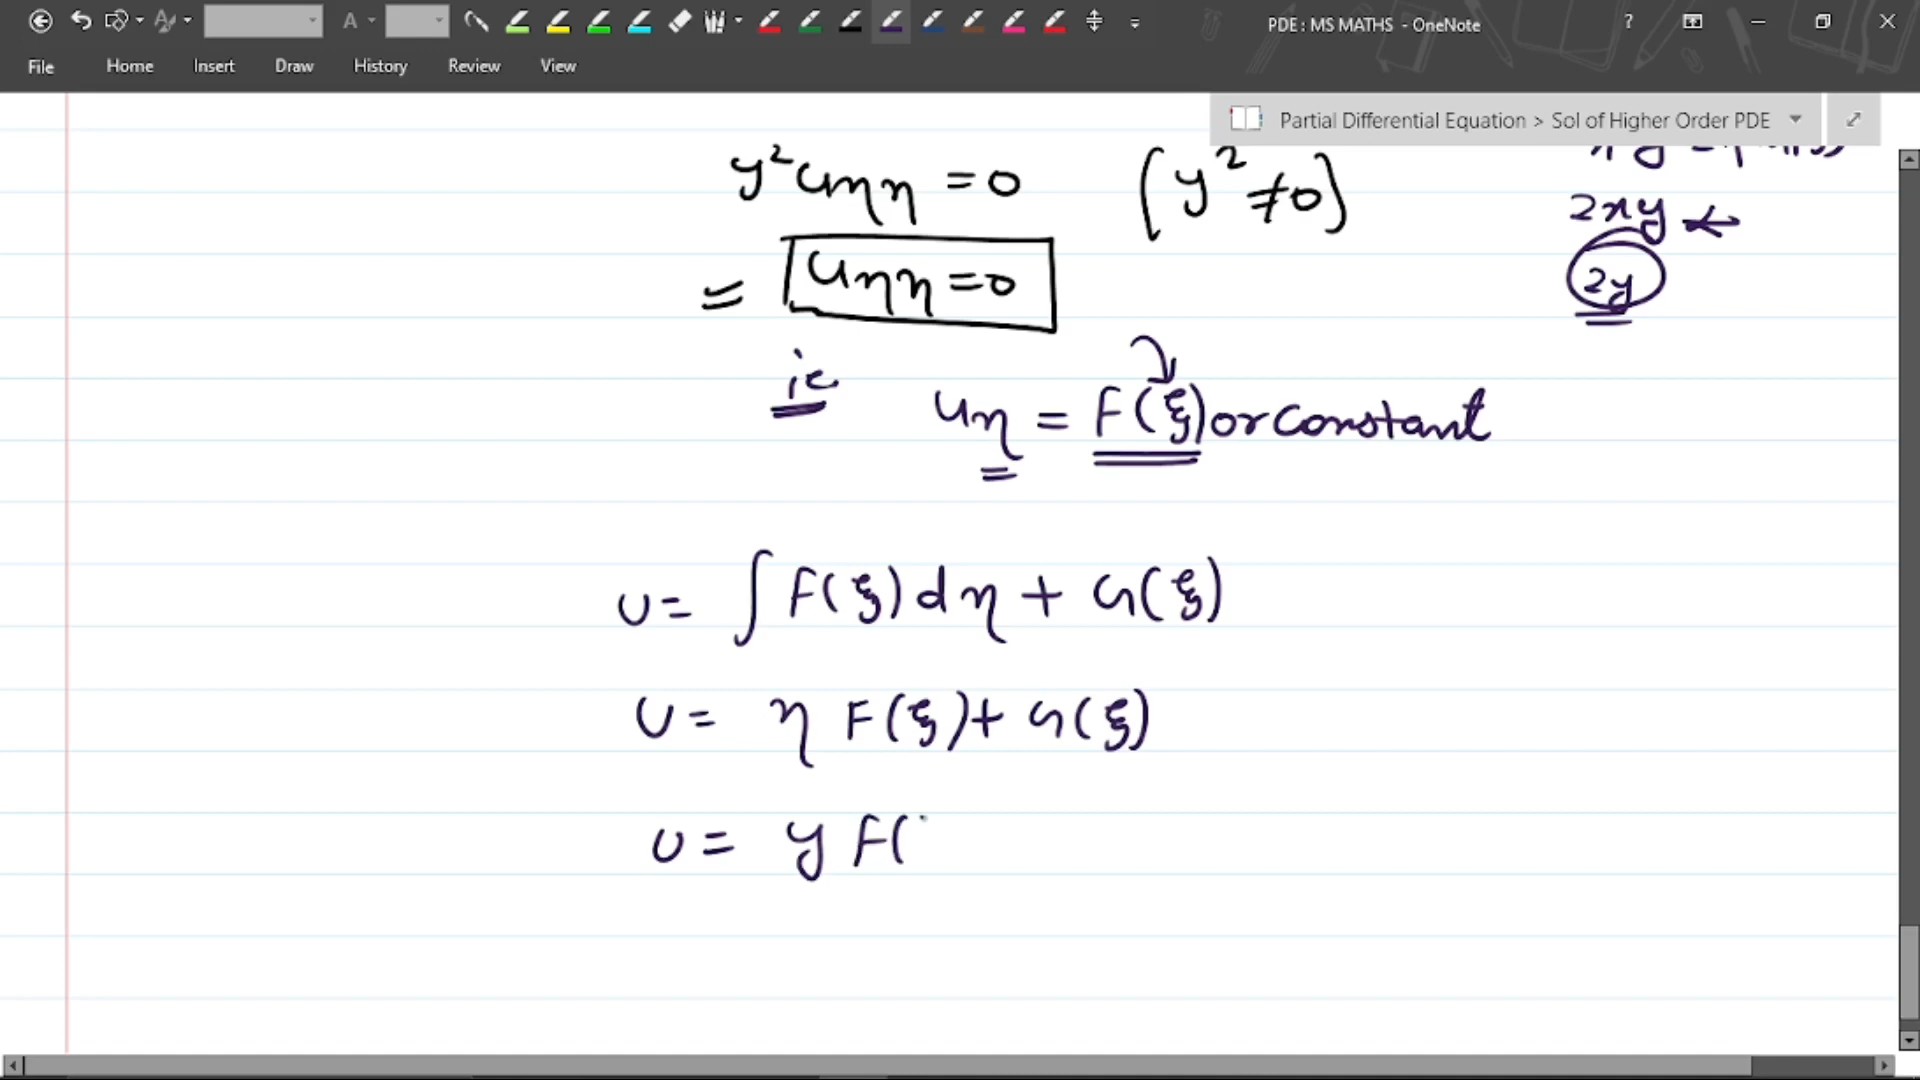 PDE : MS MATHS - OneNote
File Home Insert Draw History Review View
Partial Differential Equation > Sol of Higher Order PDE
y²uηη = 0 (y² ≠ 0)
2xy ←
= uηη = 0
2y
ie uη = F(ξ) or constant
U = ∫ F(ξ) dη + G(ξ)
U = η F(ξ) + G(ξ)
U = y F(